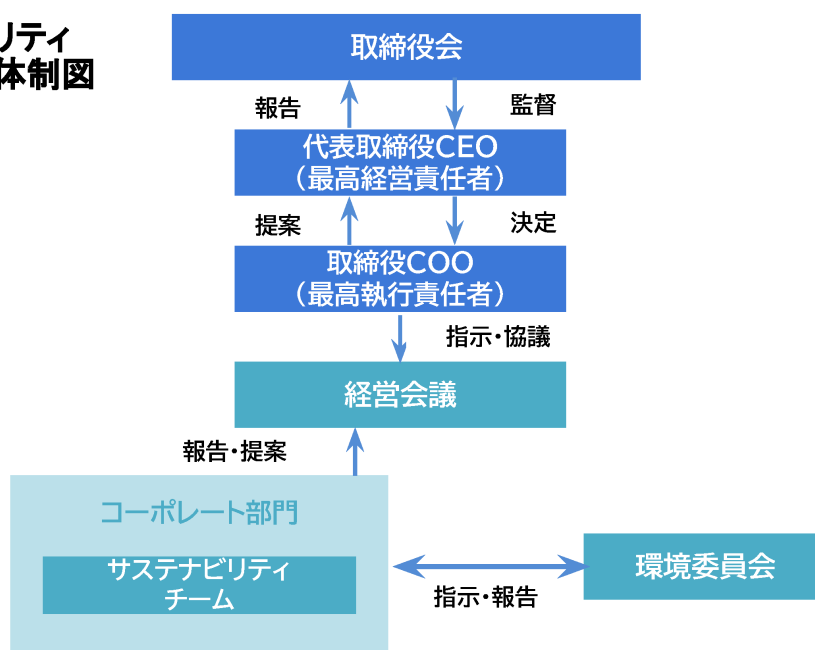 リティ
体制図
取締役会
報告
監督
代表取締役CEO
（最高経営責任者）
提案
決定
取締役COO
（最高執行責任者）
指示・協議
経営会議
報告・提案
コーポレート部門
サステナビリティ
チーム
環境委員会
指示・報告